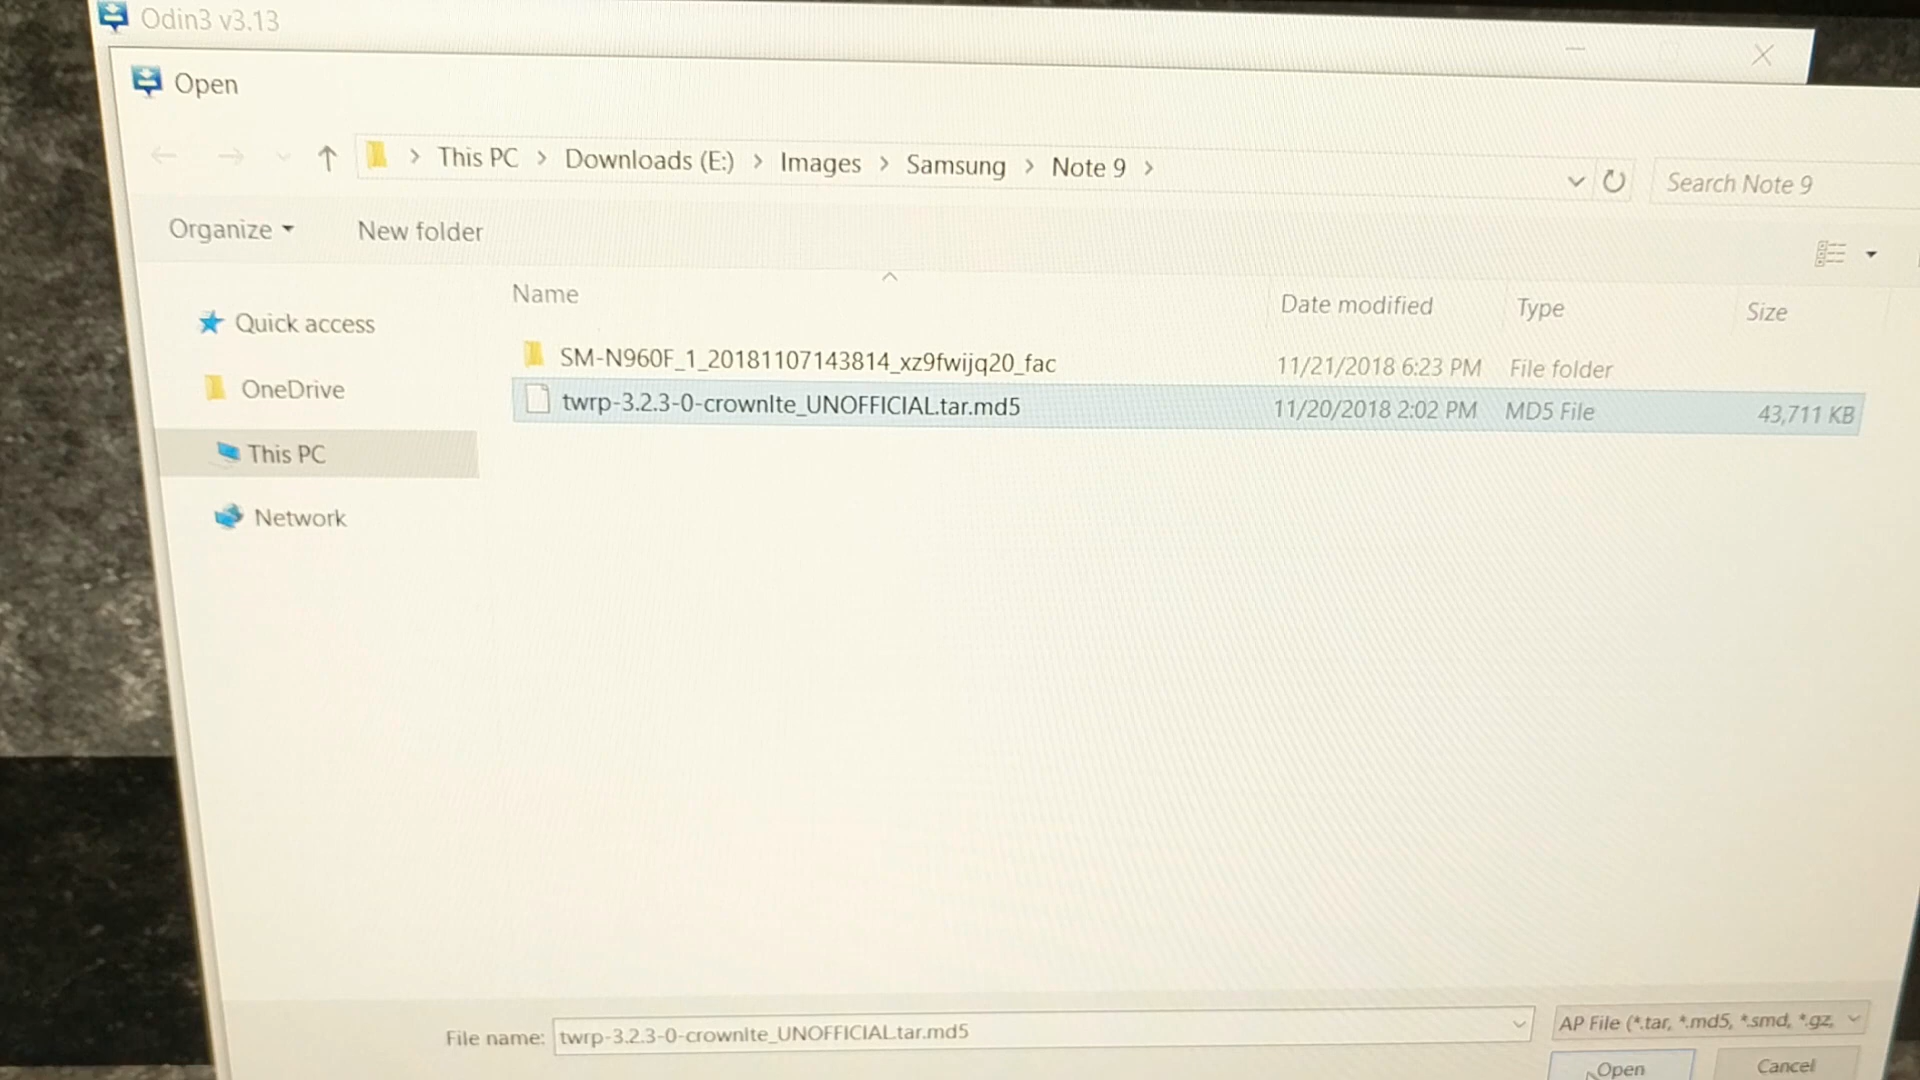 Odin3 v3.13
Open
This PC > Downloads (E:) > Images > Samsung > Note 9 >
Search Note 9
Organize
New folder
Name
Date modified
Type
Size
Quick access
OneDrive
This PC
Network
SM-N960F_1_20181107143814_xz9fwijq20_fac 11/21/2018 6:23 PM File folder
twrp-3.2.3-0-crownlte_UNOFFICIAL.tar.md5 11/20/2018 2:02 PM MD5 File 43,711 KB
File name: twrp-3.2.3-0-crownlte_UNOFFICIAL.tar.md5
AP File (*.tar, *.md5, *.smd, *.gz,
Open
Cancel